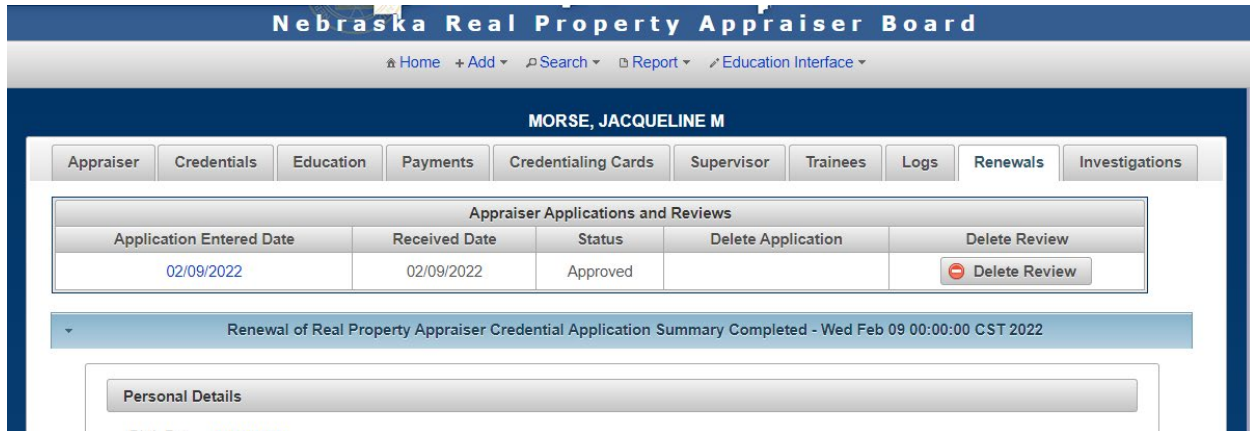 Nebraska Real Property Appraiser Board
Home + Add Search Report Education Interface
MORSE, JACQUELINE M
Appraiser Credentials Education Payments Credentialing Cards Supervisor Trainees Logs Renewals Investigations
Appraiser Applications and Reviews
Application Entered Date Received Date Status Delete Application Delete Review
02/09/2022 02/09/2022 Approved Delete Review
Renewal of Real Property Appraiser Credential Application Summary Completed - Wed Feb 09 00:00:00 CST 2022
Personal Details